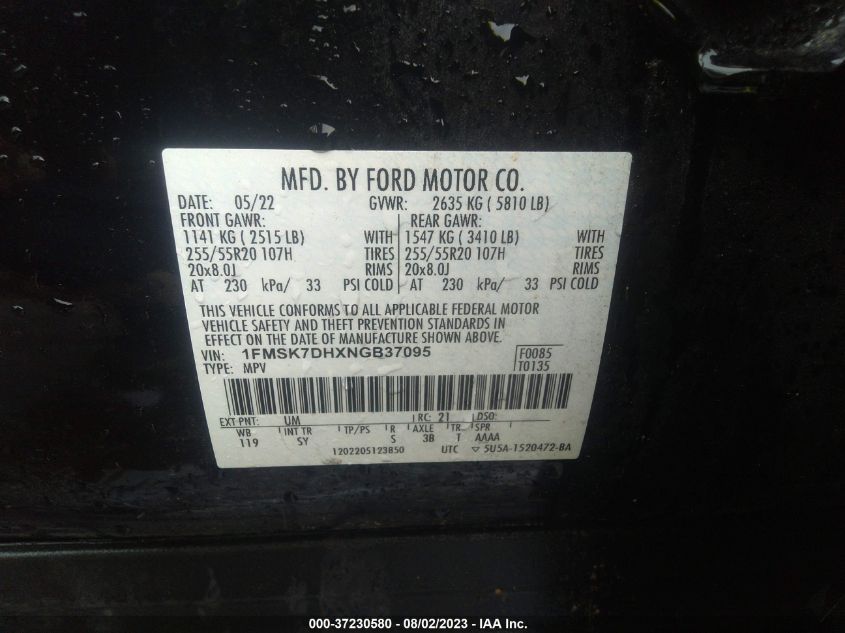 MFD. BY FORD MOTOR CO.
DATE: 05/22 GVWR: 2635 KG ( 5810 LB)
FRONT GAWR: REAR GAWR:
1141 KG ( 2515 LB) WITH 1547 KG ( 3410 LB) WITH
255/55R20 107H TIRES 255/55R20 107H TIRES
20x8.0J RIMS 20x8.0J RIMS
AT 230 kPa/ 33 PSI COLD AT 230 kPa/ 33 PSI COLD
THIS VEHICLE CONFORMS TO ALL APPLICABLE FEDERAL MOTOR
VEHICLE SAFETY AND THEFT PREVENTION STANDARDS IN
EFFECT ON THE DATE OF MANUFACTURE SHOWN ABOVE.
VIN: 1FMSK7DHXNGB37095 F0085
TYPE: MPV T0135
EXT PNT: UM RC: 21 DSO:
WB INT TR TP/PS R AXLE TR SPR
119 SY S 3B T AAAA
1202205123850 UTC ▽ 5U5A-1520472-BA
000-37230580 - 08/02/2023 - IAA Inc.